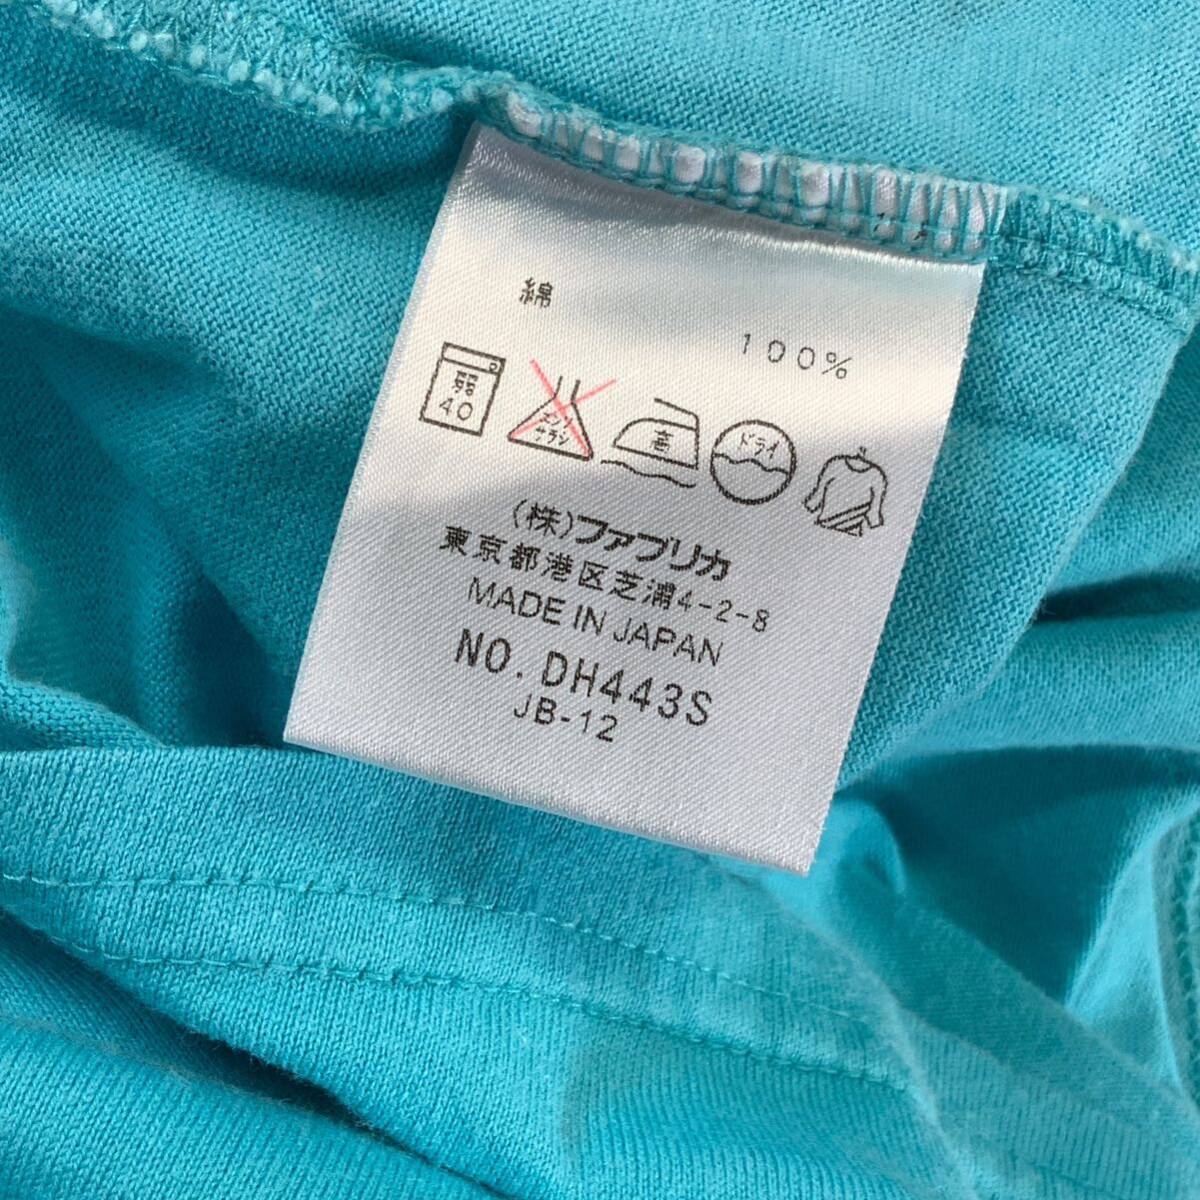 綿
100%
弱
40
エンソ
サラシ
高
ドライ
(株)ファブリカ
東京都港区芝浦4-2-8
MADE IN JAPAN
NO. DH443S
JB-12